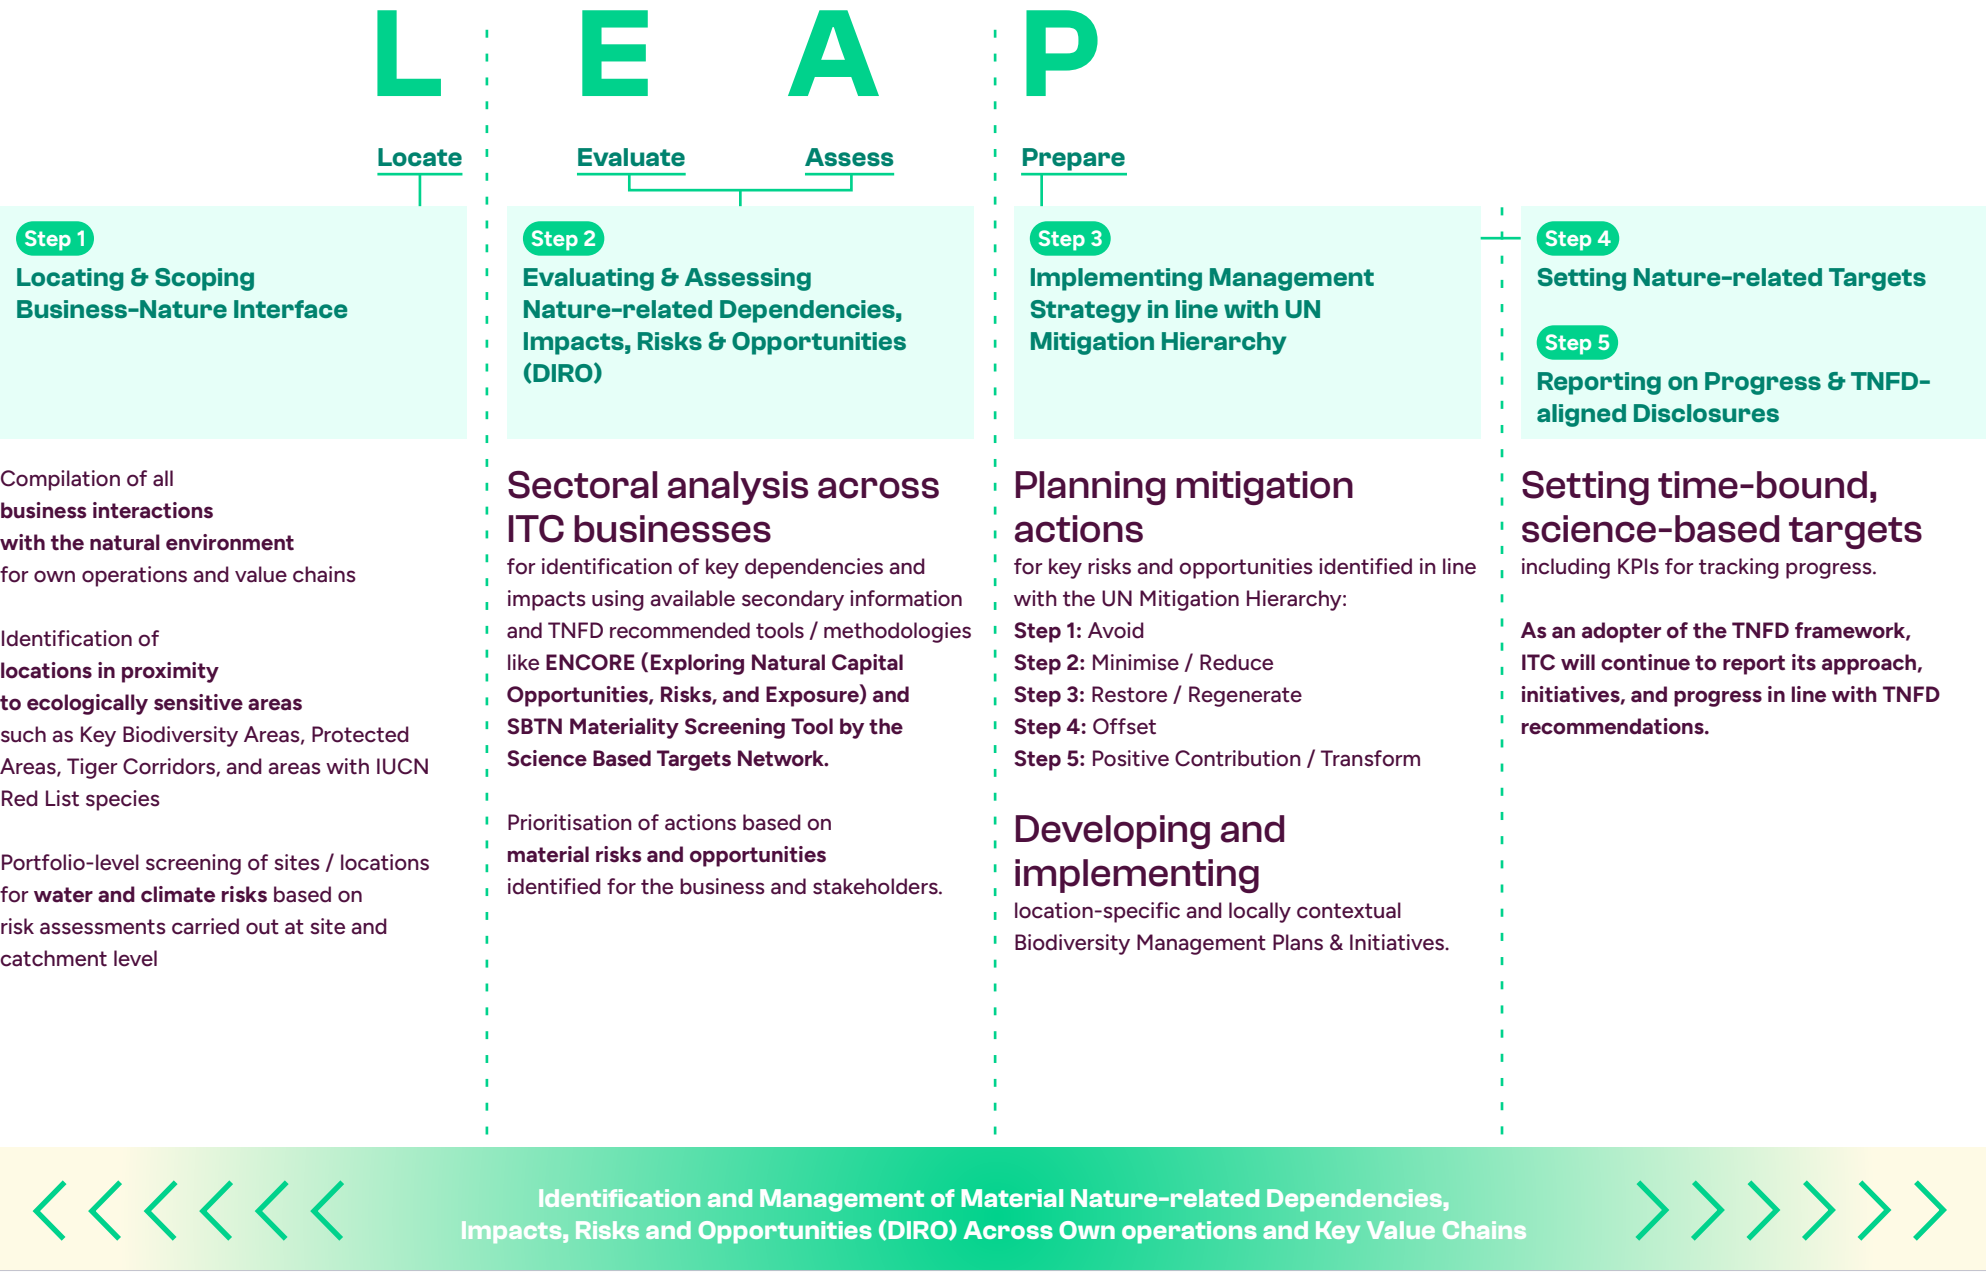 L E A P
Locate
Evaluate
Assess
Prepare
Step 1
Locating & Scoping
Business-Nature Interface
Compilation of all
business interactions
with the natural environment
for own operations and value chains
Identification of
locations in proximity
to ecologically sensitive areas
such as Key Biodiversity Areas, Protected
Areas, Tiger Corridors, and areas with IUCN
Red List species
Portfolio-level screening of sites / locations
for water and climate risks based on
risk assessments carried out at site and
catchment level
Step 2
Evaluating & Assessing
Nature-related Dependencies,
Impacts, Risks & Opportunities
(DIRO)
Sectoral analysis across
ITC businesses
for identification of key dependencies and
impacts using available secondary information
and TNFD recommended tools / methodologies
like ENCORE (Exploring Natural Capital
Opportunities, Risks, and Exposure) and
SBTN Materiality Screening Tool by the
Science Based Targets Network.
Prioritisation of actions based on
material risks and opportunities
identified for the business and stakeholders.
Step 3
Implementing Management
Strategy in line with UN
Mitigation Hierarchy
Planning mitigation
actions
for key risks and opportunities identified in line
with the UN Mitigation Hierarchy:
Step 1: Avoid
Step 2: Minimise / Reduce
Step 3: Restore / Regenerate
Step 4: Offset
Step 5: Positive Contribution / Transform
Developing and
implementing
location-specific and locally contextual
Biodiversity Management Plans & Initiatives.
Step 4
Setting Nature-related Targets
Step 5
Reporting on Progress & TNFD-
aligned Disclosures
Setting time-bound,
science-based targets
including KPIs for tracking progress.
As an adopter of the TNFD framework,
ITC will continue to report its approach,
initiatives, and progress in line with TNFD
recommendations.
Identification and Management of Material Nature-related Dependencies,
Impacts, Risks and Opportunities (DIRO) Across Own operations and Key Value Chains